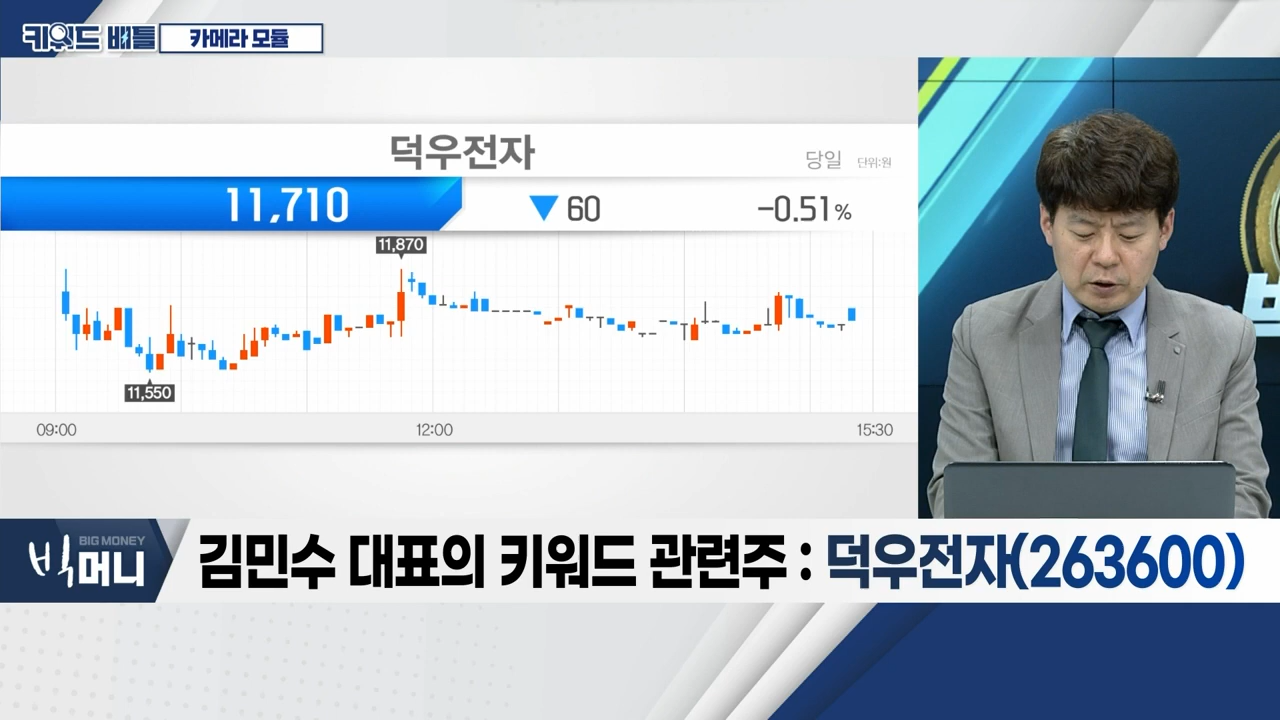 키워드 배틀 카메라 모듈
덕우전자
당일 단위:원
11,710 ▼ 60 -0.51%
11,870
11,550
09:00 12:00 15:30
BIG MONEY
빅머니
김민수 대표의 키워드 관련주 : 덕우전자(263600)